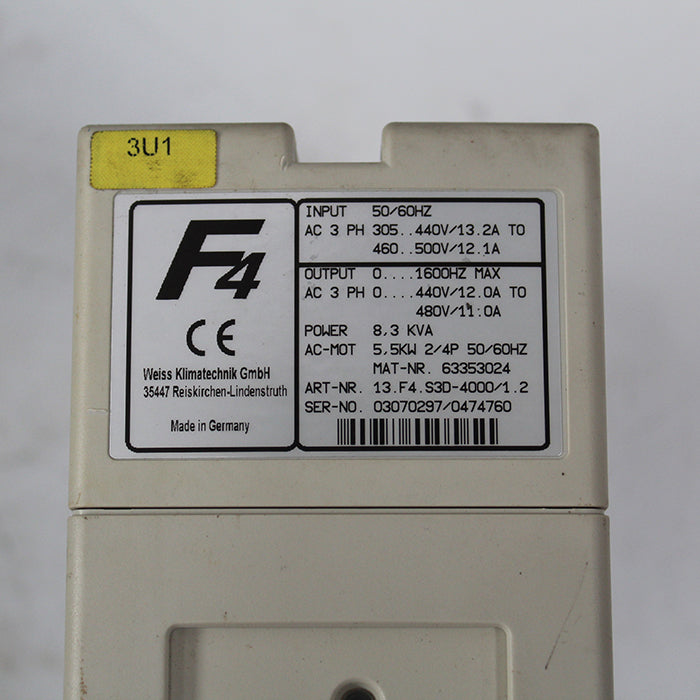 3U1
F4
CE
Weiss Klimatechnik GmbH
35447 Reiskirchen-Lindenstruth
Made in Germany
INPUT 50/60HZ
AC 3 PH 305..440V/13.2A TO
460..500V/12.1A
OUTPUT 0....1600HZ MAX
AC 3 PH 0....440V/12.0A TO
480V/11.0A
POWER 8,3 KVA
AC-MOT 5,5KW 2/4P 50/60HZ
MAT-NR. 63353024
ART-NR. 13.F4.S3D-4000/1.2
SER-NO. 03070297/0474760